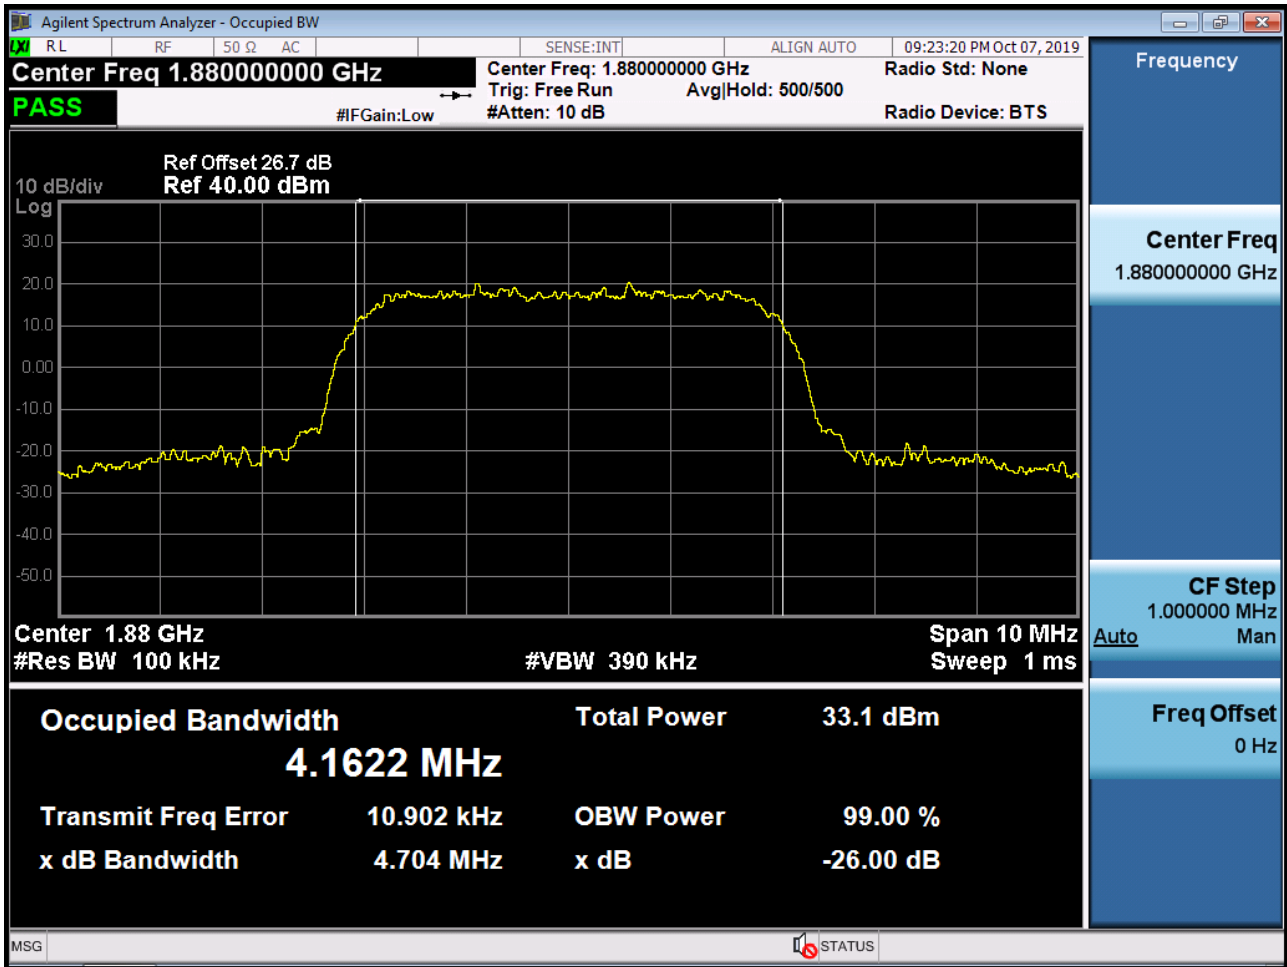 Agilent Spectrum Analyzer - Occupied BW
LXI RL RF 50 Ω AC SENSE:INT ALIGN AUTO 09:23:20 PM Oct 07, 2019
Center Freq 1.880000000 GHz
Center Freq: 1.880000000 GHz Radio Std: None
Trig: Free Run Avg|Hold: 500/500
PASS #IFGain:Low #Atten: 10 dB Radio Device: BTS
Ref Offset 26.7 dB
10 dB/div Ref 40.00 dBm
Log
30.0
20.0
10.0
0.00
-10.0
-20.0
-30.0
-40.0
-50.0
Center 1.88 GHz Span 10 MHz
#Res BW 100 kHz #VBW 390 kHz Sweep 1 ms
Occupied Bandwidth Total Power 33.1 dBm
4.1622 MHz
Transmit Freq Error 10.902 kHz OBW Power 99.00 %
x dB Bandwidth 4.704 MHz x dB -26.00 dB
MSG STATUS
Frequency
Center Freq
1.880000000 GHz
CF Step
1.000000 MHz
Auto Man
Freq Offset
0 Hz